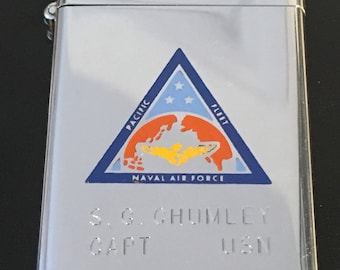 PACIFIC FLEET
NAVAL AIR FORCE
S. G. CHUMLEY
CAPT USN